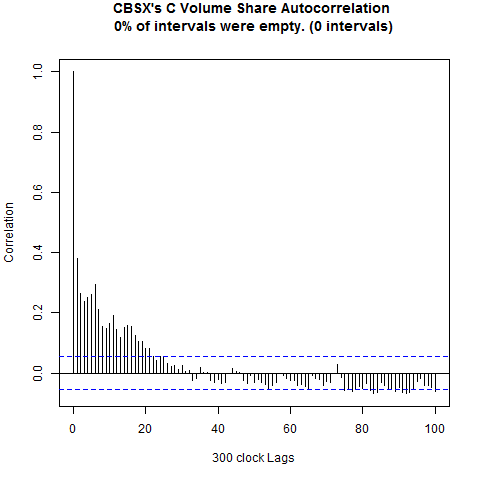 CBSX's C Volume Share Autocorrelation
0% of intervals were empty. (0 intervals)
1.0
0.8
0.6
0.4
0.2
0.0
Correlation
0 20 40 60 80 100
300 clock Lags